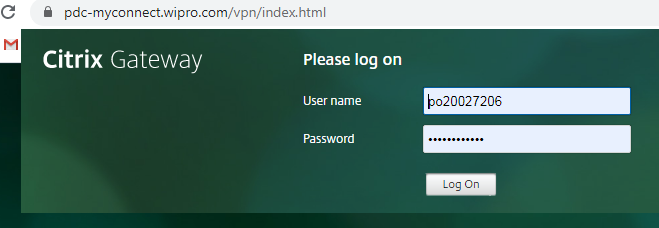 pdc-myconnect.wipro.com/vpn/index.html
Citrix Gateway
Please log on
User name
po20027206
Password
••••••••••••
Log On